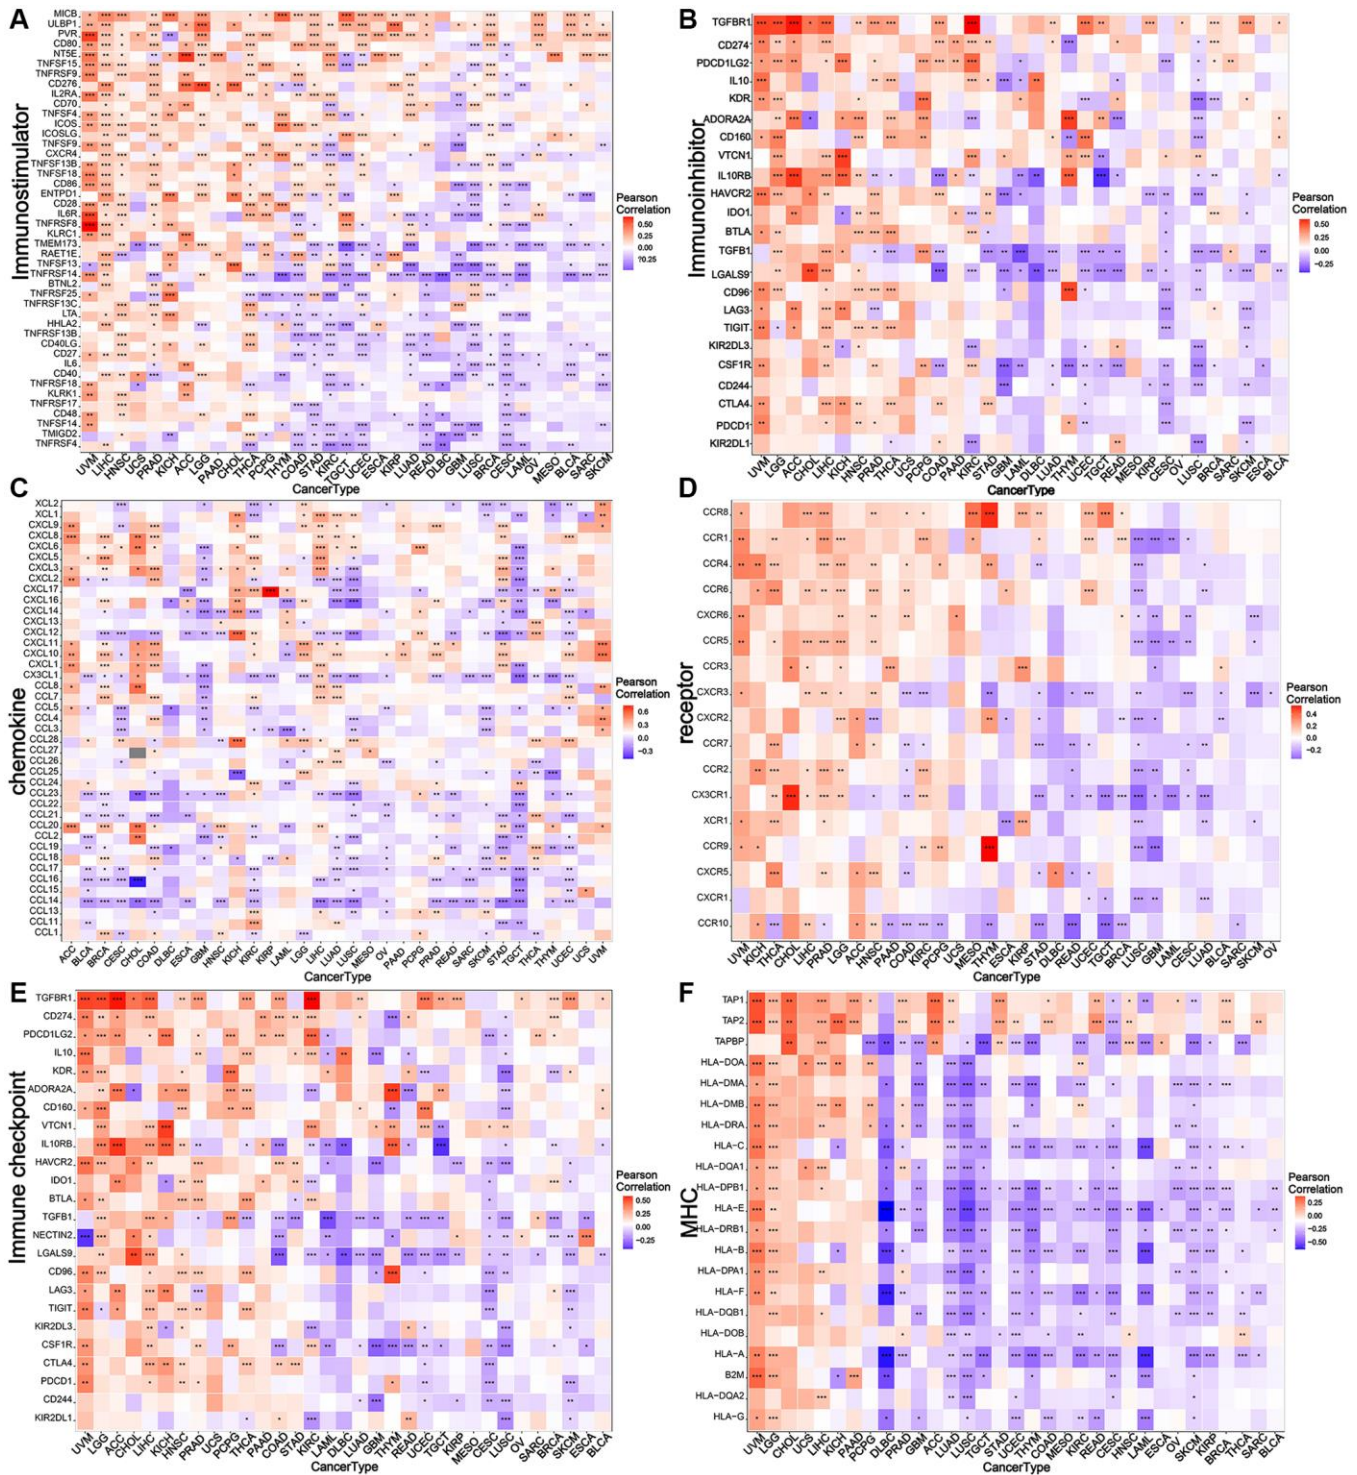 A
Immunostimulator
MICB
ULBP1
PVR
CD80
NT5E
TNFSF15
TNFRSF9
CD276
IL2RA
CD70
TNFSF4
ICOS
ICOSLG
TNFSF9
CXCR4
TNFSF13B
TNFSF18
CD86
ENTPD1
CD28
IL6R
TNFRSF8
KLRC1
TMEM173
RAET1E
TNFSF13
TNFRSF14
BTNL2
TNFRSF25
TNFRSF13C
LTA
HHLA2
TNFRSF13B
CD40LG
CD27
IL6
CD40
TNFRSF18
KLRK1
TNFRSF17
CD48
TNFSF14
TMIGD2
TNFRSF4
UVM LIHC HNSC UCS PRAD KICH ACC LGG PAAD CHOL THCA PCPG THYM COAD STAD KIRC TGCT UCEC ESCA KIRP LUAD READ DLBC GBM LUSC BRCA CESC LAML OV MESO BLCA SARC SKCM
CancerType
Pearson
Correlation
0.50
0.25
0.00
?0.25
B
Immunoinhibitor
TGFBR1
CD274
PDCD1LG2
IL10
KDR
ADORA2A
CD160
VTCN1
IL10RB
HAVCR2
IDO1
BTLA
TGFB1
LGALS9
CD96
LAG3
TIGIT
KIR2DL3
CSF1R
CD244
CTLA4
PDCD1
KIR2DL1
UVM LGG ACC CHOL LIHC KICH HNSC PRAD THCA UCS PCPG COAD PAAD KIRC STAD GBM LAML DLBC LUAD THYM UCEC TGCT READ MESO KIRP CESC OV LUSC BRCA SARC SKCM ESCA BLCA
CancerType
Pearson
Correlation
0.50
0.25
0.00
−0.25
C
chemokine
XCL2
XCL1
CXCL9
CXCL8
CXCL6
CXCL5
CXCL3
CXCL2
CXCL17
CXCL16
CXCL14
CXCL13
CXCL12
CXCL11
CXCL10
CXCL1
CX3CL1
CCL8
CCL7
CCL5
CCL4
CCL3
CCL28
CCL27
CCL26
CCL25
CCL24
CCL23
CCL22
CCL21
CCL20
CCL2
CCL19
CCL18
CCL17
CCL16
CCL15
CCL14
CCL13
CCL11
CCL1
ACC BLCA BRCA CESC CHOL COAD DLBC ESCA GBM HNSC KICH KIRC KIRP LAML LGG LIHC LUAD LUSC MESO OV PAAD PCPG PRAD READ SARC SKCM STAD TGCT THCA THYM UCEC UCS UVM
CancerType
Pearson
Correlation
0.6
0.3
0.0
−0.3
D
receptor
CCR8
CCR1
CCR4
CCR6
CXCR6
CCR5
CCR3
CXCR3
CXCR2
CCR7
CCR2
CX3CR1
XCR1
CCR9
CXCR5
CXCR1
CCR10
UVM KICH THCA CHOL LIHC PRAD LGG ACC HNSC PAAD COAD KIRC PCPG UCS MESO THYM ESCA KIRP STAD DLBC READ UCEC TGCT BRCA LUSC GBM LAML CESC LUAD BLCA SARC SKCM OV
CancerType
Pearson
Correlation
0.4
0.2
0.0
−0.2
E
Immune checkpoint
TGFBR1
CD274
PDCD1LG2
IL10
KDR
ADORA2A
CD160
VTCN1
IL10RB
HAVCR2
IDO1
BTLA
TGFB1
NECTIN2
LGALS9
CD96
LAG3
TIGIT
KIR2DL3
CSF1R
CTLA4
PDCD1
CD244
KIR2DL1
UVM LGG ACC CHOL LIHC KICH HNSC PRAD UCS PCPG THCA PAAD COAD STAD KIRC LAML DLBC LUAD GBM THYM READ UCEC TGCT KIRP MESO CESC LUSC OV SARC BRCA SKCM ESCA BLCA
CancerType
Pearson
Correlation
0.50
0.25
0.00
−0.25
F
MHC
TAP1
TAP2
TAPBP
HLA−DOA
HLA−DMA
HLA−DMB
HLA−DRA
HLA−C
HLA−DQA1
HLA−DPB1
HLA−E
HLA−DRB1
HLA−B
HLA−DPA1
HLA−F
HLA−DQB1
HLA−DOB
HLA−A
B2M
HLA−DQA2
HLA−G
UVM LGG CHOL UCS LIHC KICH PAAD PCPG DLBC PRAD GBM ACC LUAD LUSC TGCT STAD UCEC THYM COAD MESO KIRC READ CESC HNSC LAML ESCA OV SKCM KIRP BRCA THCA SARC BLCA
CancerType
Pearson
Correlation
0.50
0.25
0.00
−0.25
−0.50